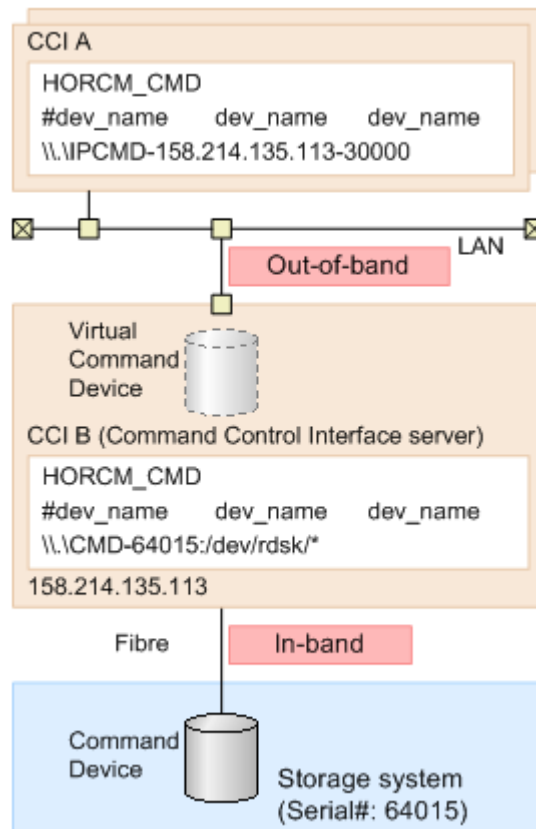 CCI A
HORCM_CMD
#dev_name dev_name dev_name
\\.\IPCMD-158.214.135.113-30000
LAN
Out-of-band
Virtual
Command
Device
CCI B (Command Control Interface server)
HORCM_CMD
#dev_name dev_name dev_name
\\.\CMD-64015:/dev/rdsk/*
158.214.135.113
Fibre
In-band
Command
Device
Storage system
(Serial#: 64015)